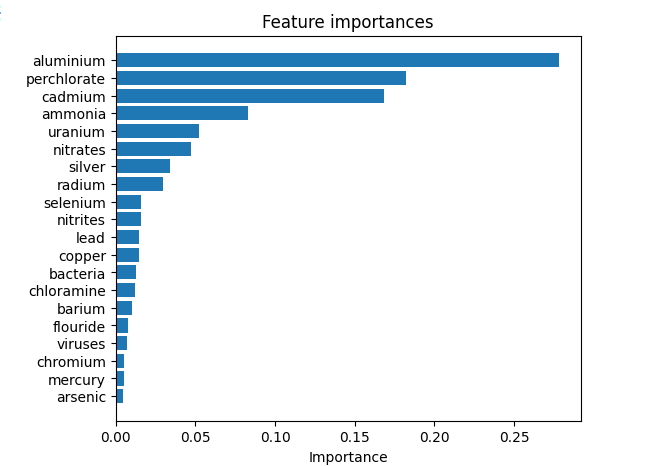 Feature importances
aluminium
perchlorate
cadmium
ammonia
uranium
nitrates
silver
radium
selenium
nitrites
lead
copper
bacteria
chloramine
barium
flouride
viruses
chromium
mercury
arsenic
0.00 0.05 0.10 0.15 0.20 0.25
Importance